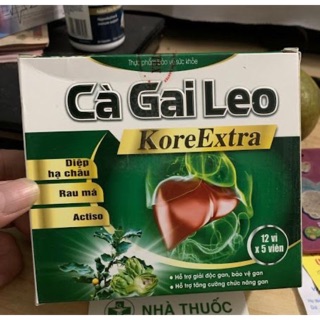 Thực phẩm bảo vệ sức khỏe
Cà Gai Leo
KoreExtra
Diệp
hạ châu
Rau má
Actiso
12 vỉ
x 5 viên
• Hỗ trợ giải độc gan, bảo vệ gan
• Hỗ trợ tăng cường chức năng gan
NHÀ THUỐC